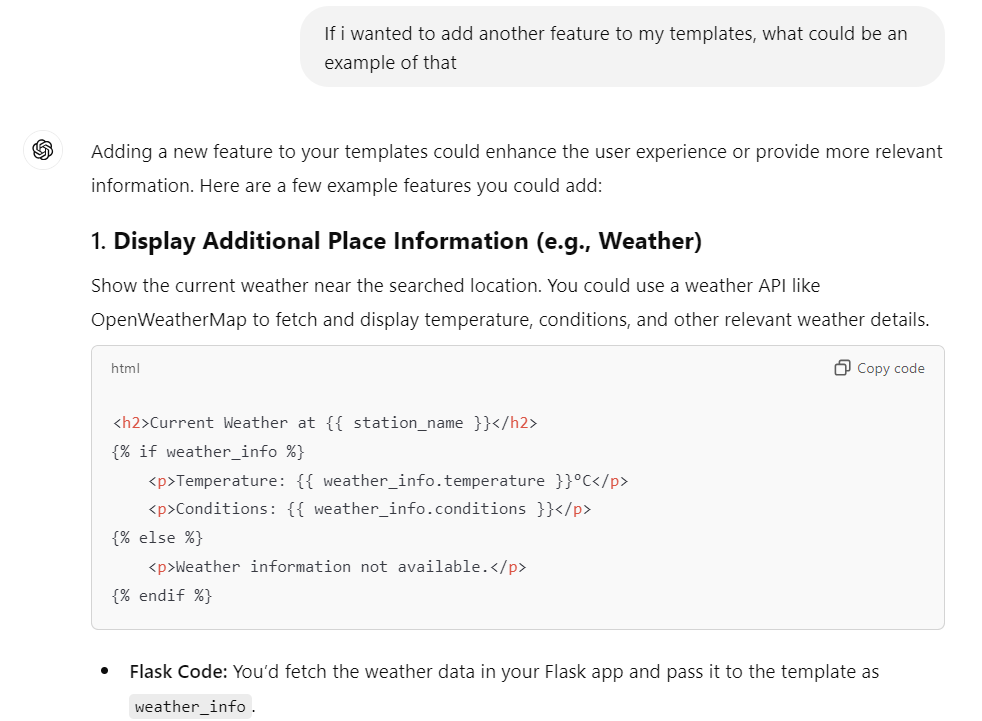 If i wanted to add another feature to my templates, what could be an
example of that
Adding a new feature to your templates could enhance the user experience or provide more relevant
information. Here are a few example features you could add:
1. Display Additional Place Information (e.g., Weather)
Show the current weather near the searched location. You could use a weather API like
OpenWeatherMap to fetch and display temperature, conditions, and other relevant weather details.
html
Copy code
<h2>Current Weather at {{ station_name }}</h2>
{% if weather_info %}
    <p>Temperature: {{ weather_info.temperature }}°C</p>
    <p>Conditions: {{ weather_info.conditions }}</p>
{% else %}
    <p>Weather information not available.</p>
{% endif %}
• Flask Code: You’d fetch the weather data in your Flask app and pass it to the template as
weather_info .